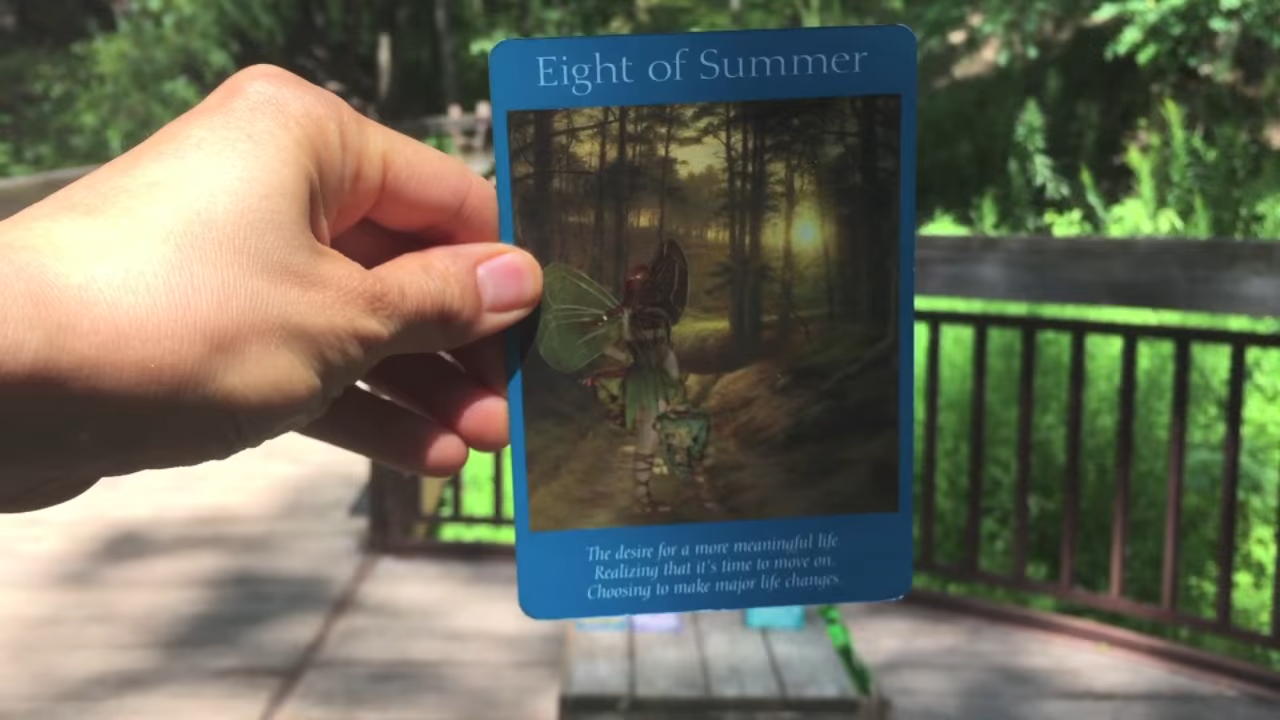 Eight of Summer
The desire for a more meaningful life
Realizing that it's time to move on.
Choosing to make major life changes.